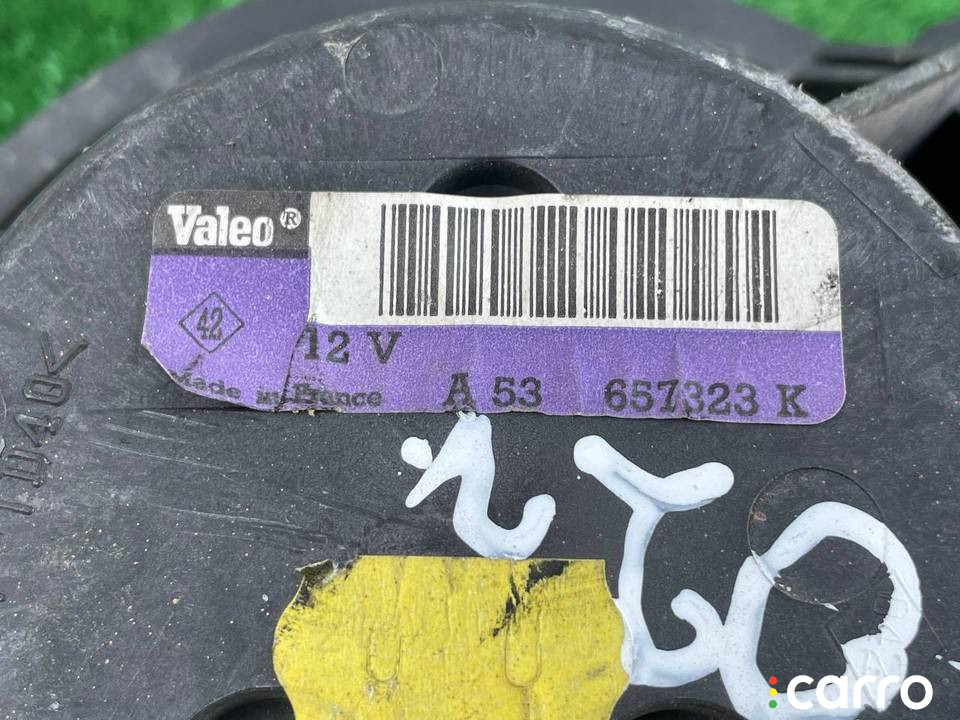 Valeo®
42
12 V
Made in France A 53 657323 K
carro